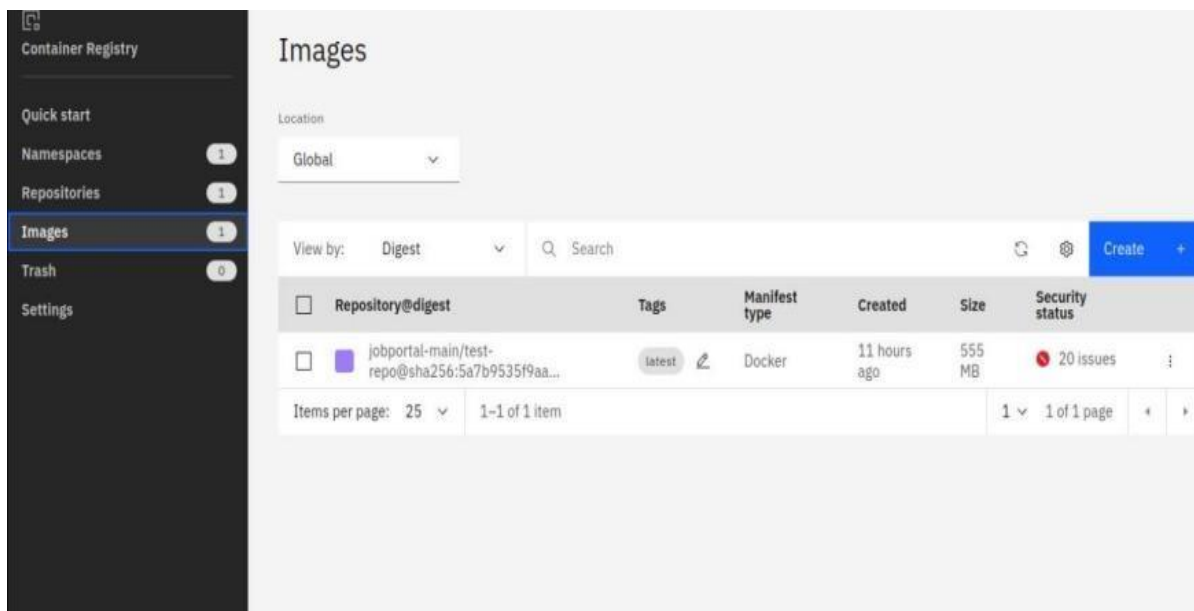 Container Registry
Quick start
Namespaces 1
Repositories 1
Images 1
Trash 0
Settings
Images
Location
Global
View by: Digest Search Create +
Repository@digest Tags Manifest type Created Size Security status
jobportal-main/test-
repo@sha256:5a7b9535f9aa... latest Docker 11 hours ago 555 MB 20 issues
Items per page: 25 1–1 of 1 item 1 1 of 1 page